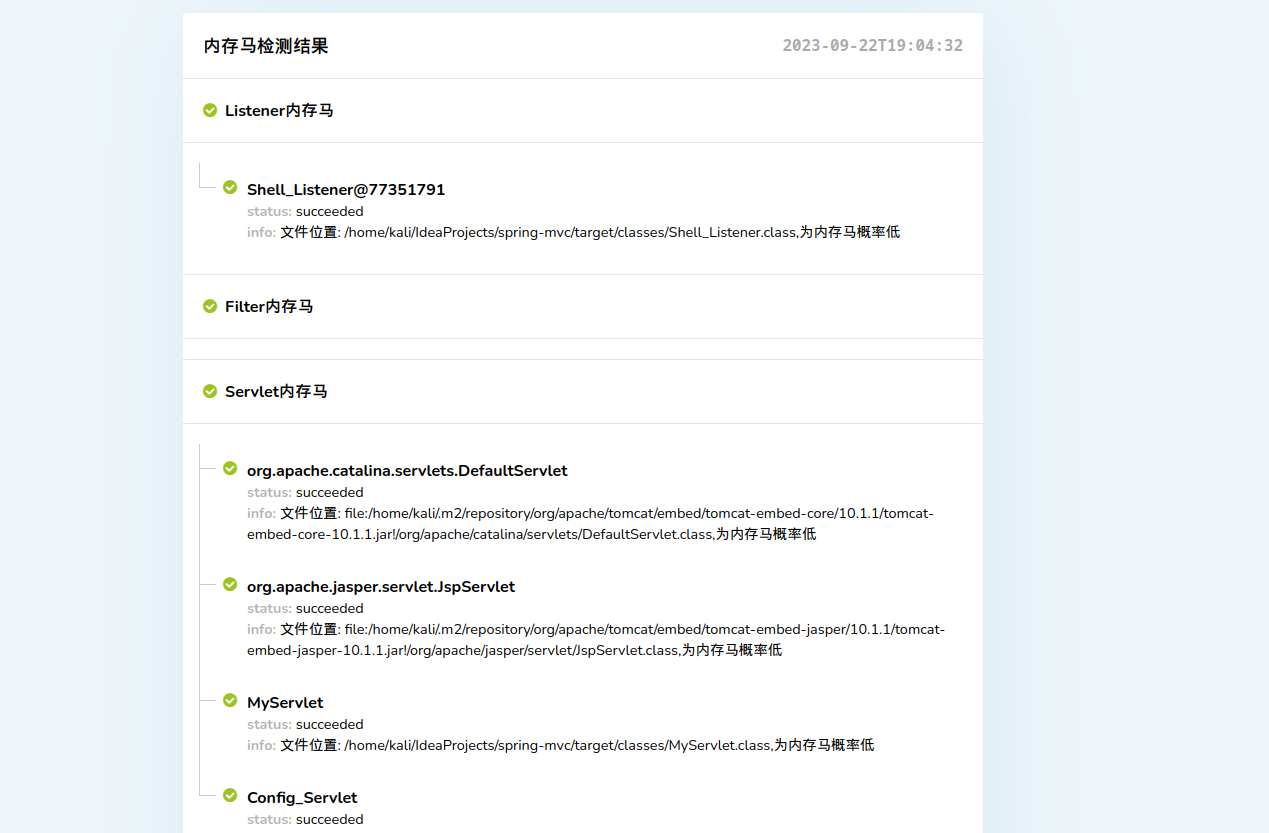 内存马检测结果
2023-09-22T19:04:32
Listener内存马
Shell_Listener@77351791
status: succeeded
info: 文件位置: /home/kali/IdeaProjects/spring-mvc/target/classes/Shell_Listener.class,为内存马概率低
Filter内存马
Servlet内存马
org.apache.catalina.servlets.DefaultServlet
status: succeeded
info: 文件位置: file:/home/kali/.m2/repository/org/apache/tomcat/embed/tomcat-embed-core/10.1.1/tomcat-
embed-core-10.1.1.jar!/org/apache/catalina/servlets/DefaultServlet.class,为内存马概率低
org.apache.jasper.servlet.JspServlet
status: succeeded
info: 文件位置: file:/home/kali/.m2/repository/org/apache/tomcat/embed/tomcat-embed-jasper/10.1.1/tomcat-
embed-jasper-10.1.1.jar!/org/apache/jasper/servlet/JspServlet.class,为内存马概率低
MyServlet
status: succeeded
info: 文件位置: /home/kali/IdeaProjects/spring-mvc/target/classes/MyServlet.class,为内存马概率低
Config_Servlet
status: succeeded